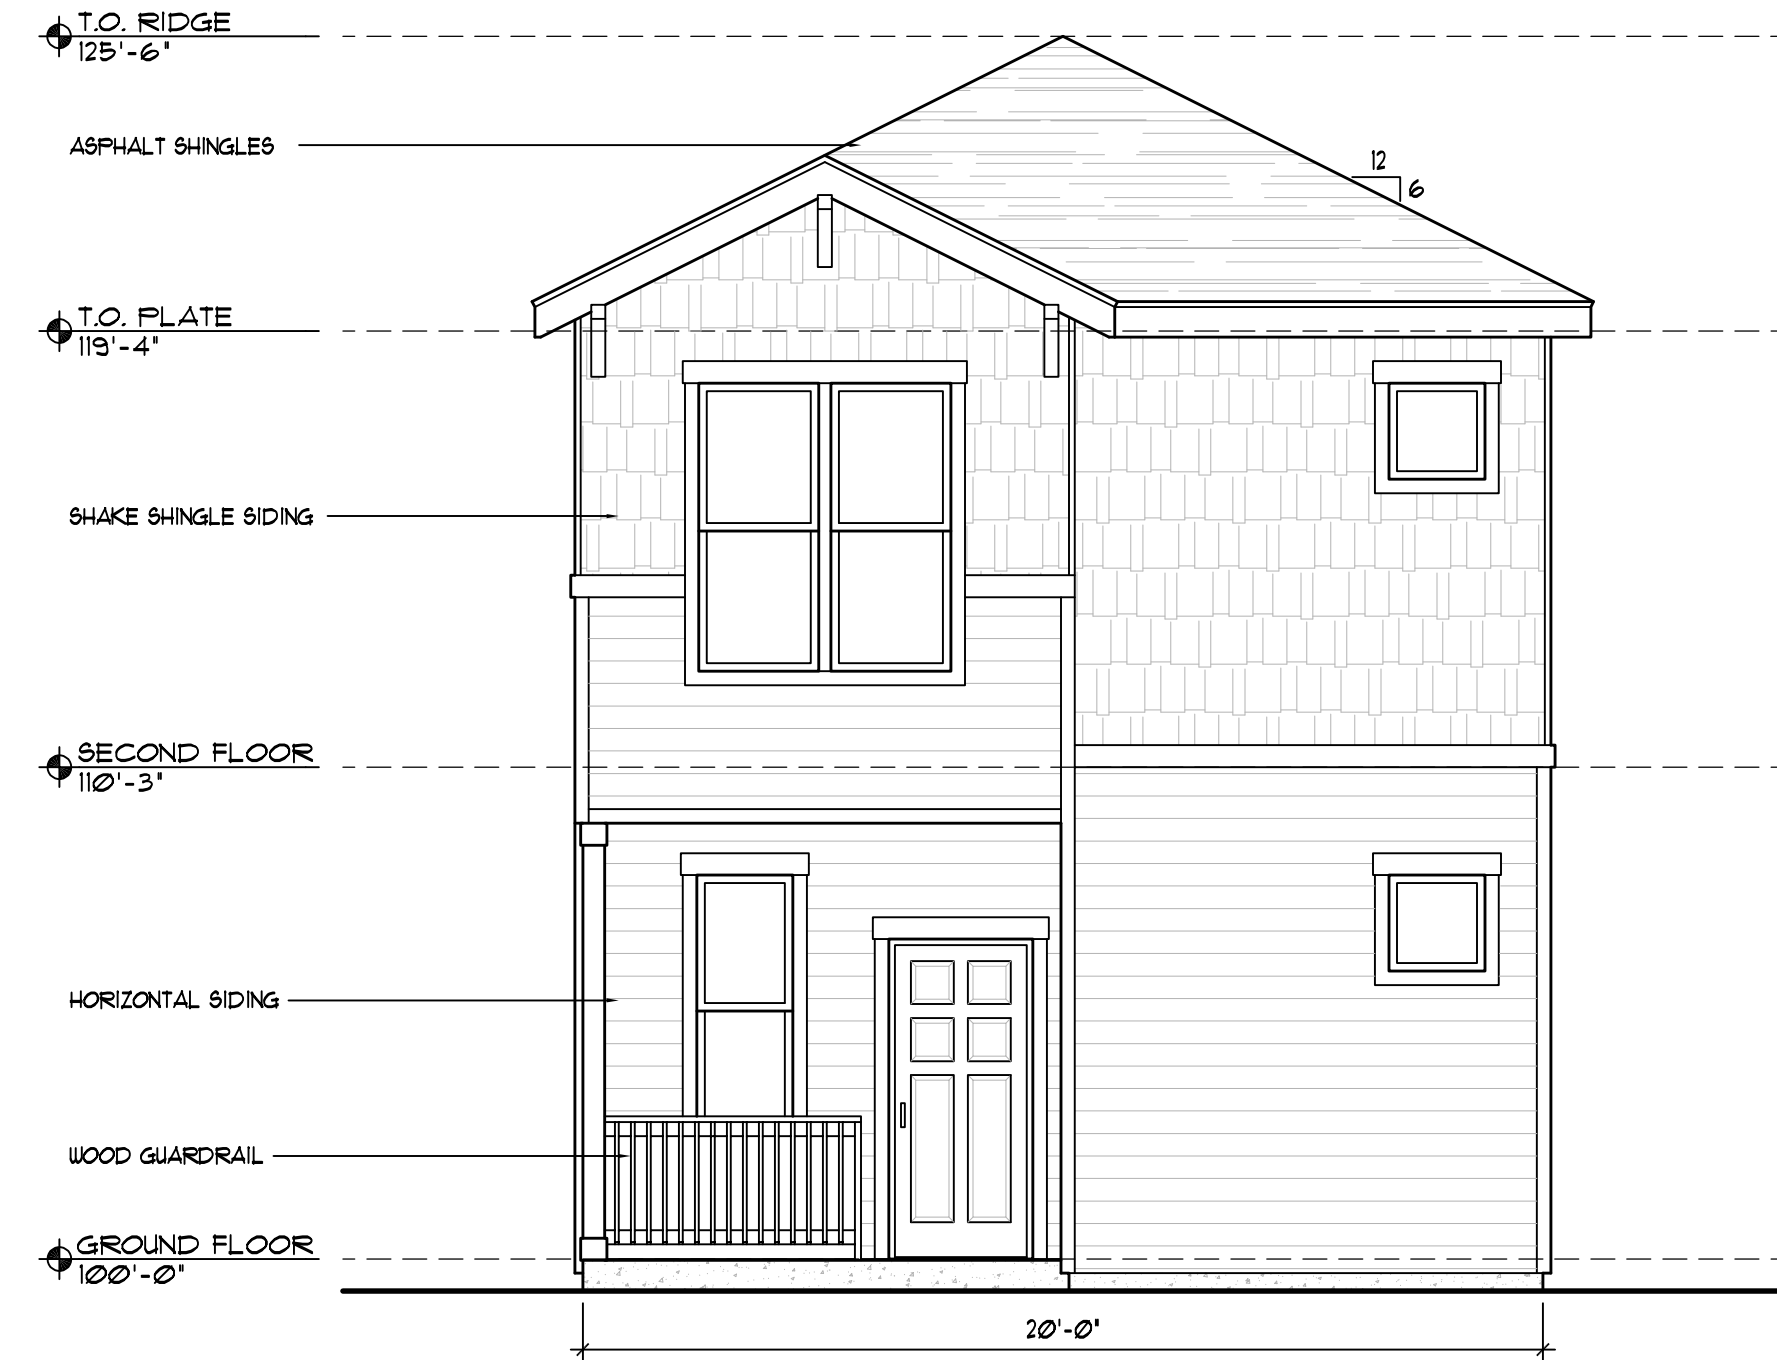 T.O. RIDGE
125'-6"
ASPHALT SHINGLES
12
6
T.O. PLATE
119'-4"
SHAKE SHINGLE SIDING
SECOND FLOOR
110'-3"
HORIZONTAL SIDING
WOOD GUARDRAIL
GROUND FLOOR
100'-0"
20'-0"